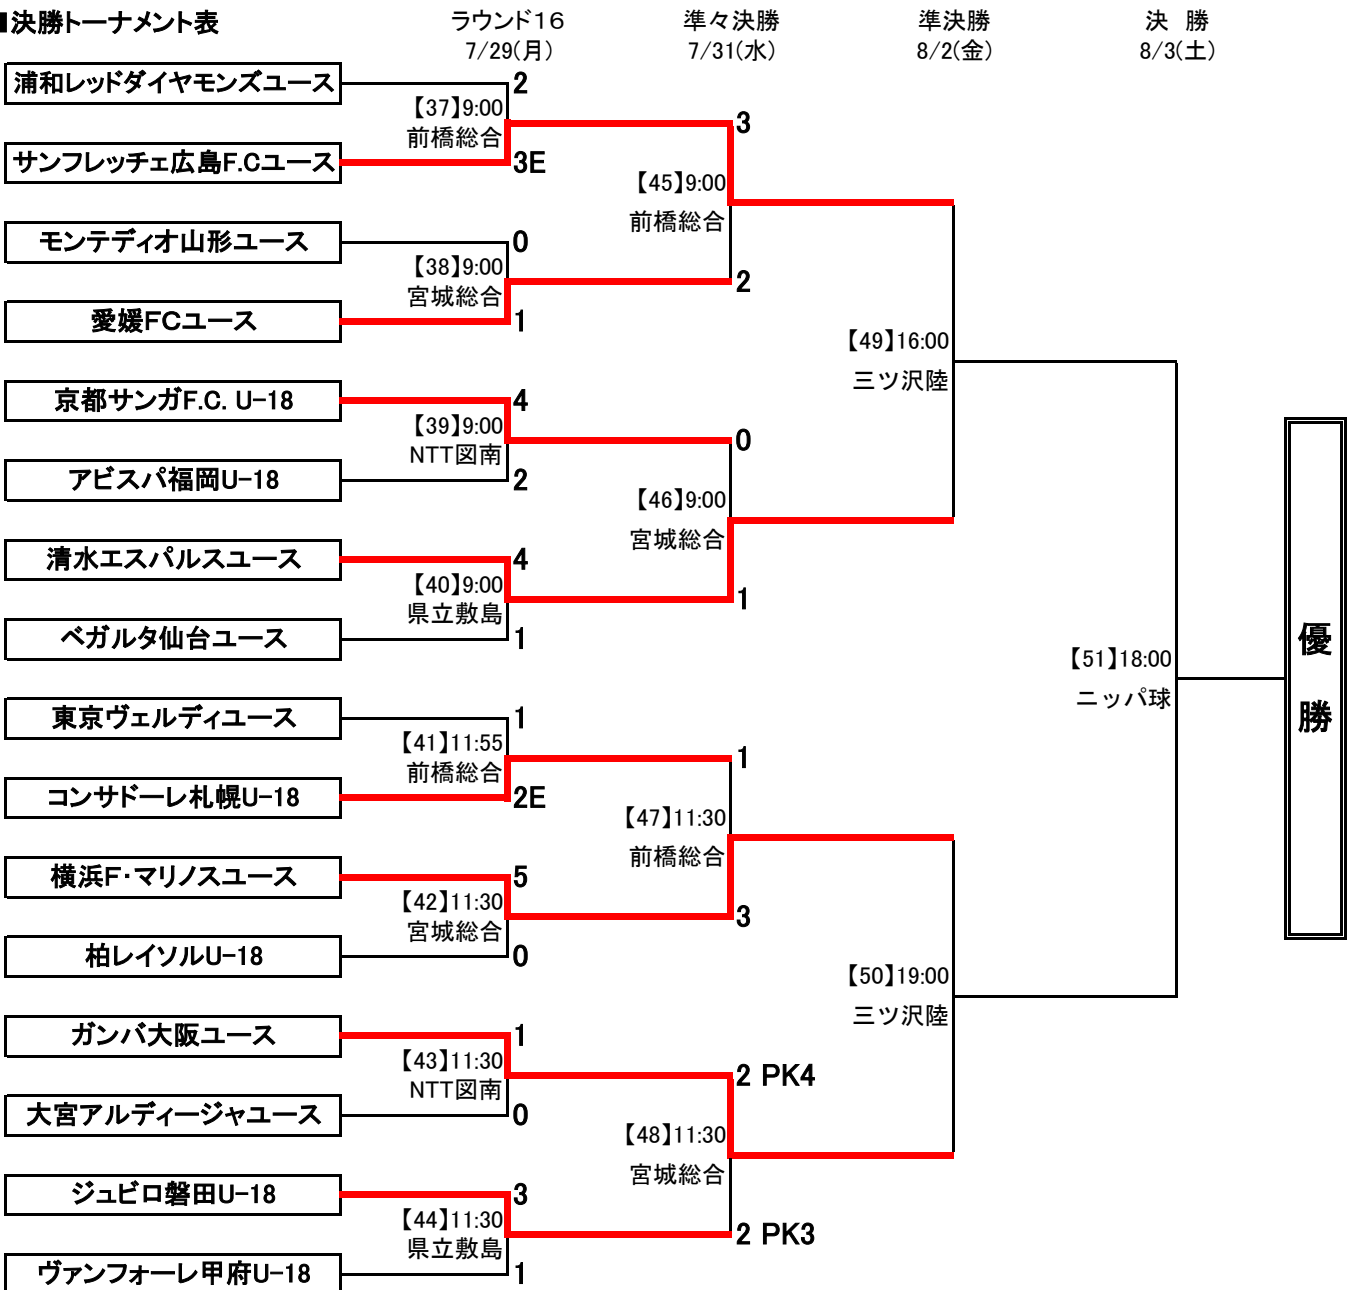 ■決勝トーナメント表
ラウンド16 準々決勝 準決勝 決 勝
7/29(月) 7/31(水) 8/2(金) 8/3(土)
浦和レッドダイヤモンズユース 2
【37】9:00
前橋総合
サンフレッチェ広島F.Cユース 3E
3
【45】9:00
前橋総合
モンテディオ山形ユース 0
【38】9:00
宮城総合
愛媛FCユース 1
2
【49】16:00
三ツ沢陸
京都サンガF.C. U-18 4
【39】9:00
NTT図南
アビスパ福岡U-18 2
0
【46】9:00
宮城総合
清水エスパルスユース 4
【40】9:00
県立敷島
ベガルタ仙台ユース 1
1
【51】18:00
ニッパ球
優勝
東京ヴェルディユース 1
【41】11:55
前橋総合
コンサドーレ札幌U-18 2E
1
【47】11:30
前橋総合
横浜F・マリノスユース 5
【42】11:30
宮城総合
柏レイソルU-18 0
3
【50】19:00
三ツ沢陸
ガンバ大阪ユース 1
【43】11:30
NTT図南
大宮アルディージャユース 0
2 PK4
【48】11:30
宮城総合
ジュビロ磐田U-18 3
【44】11:30
県立敷島
ヴァンフォーレ甲府U-18 1
2 PK3